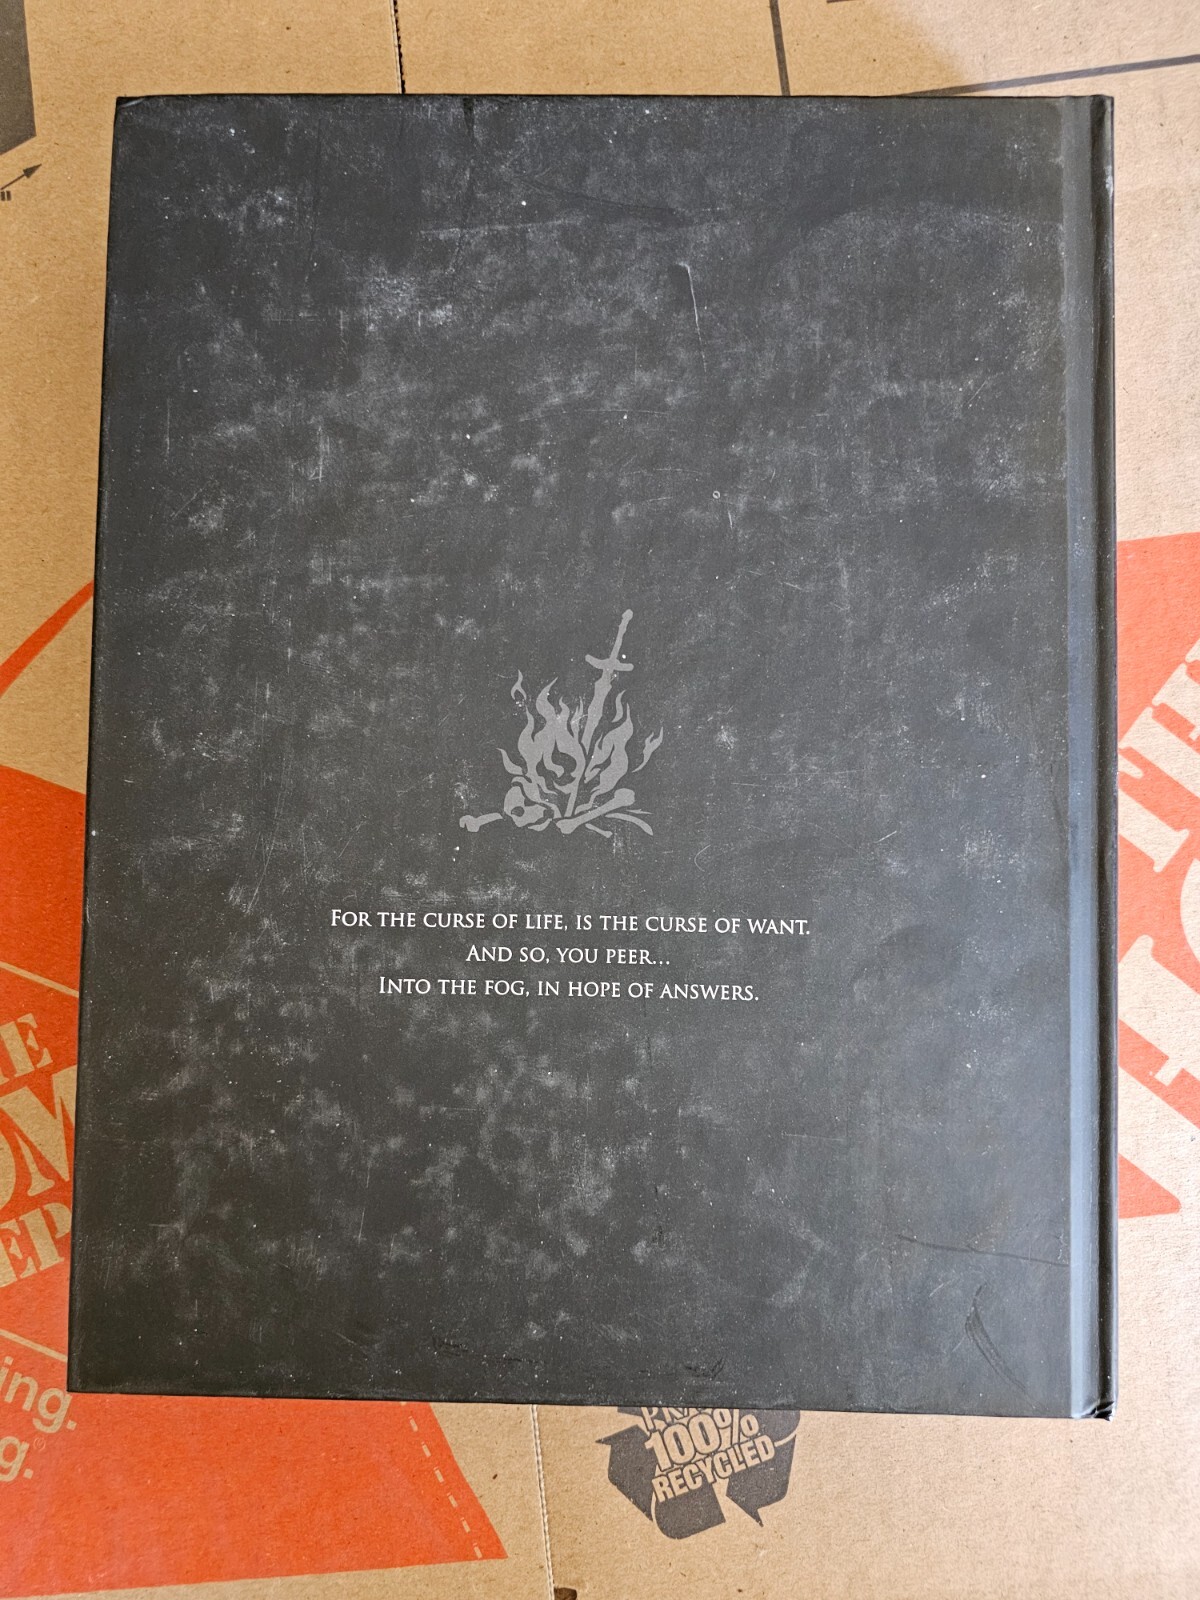 FOR THE CURSE OF LIFE, IS THE CURSE OF WANT.
AND SO, YOU PEER...
INTO THE FOG, IN HOPE OF ANSWERS.
100%
RECYCLED
ing.
g.®